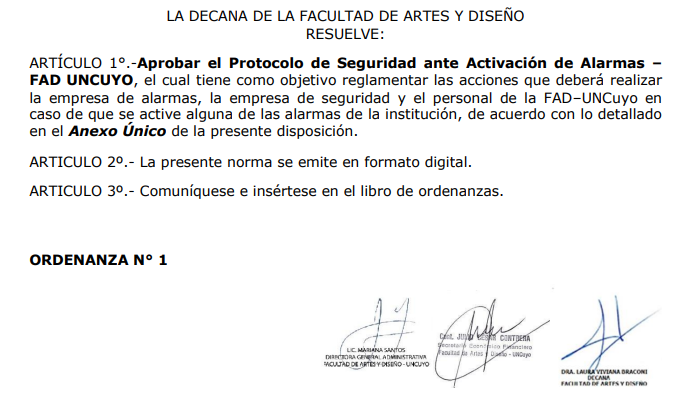 LA DECANA DE LA FACULTAD DE ARTES Y DISEÑO
RESUELVE:
ARTÍCULO 1°.-Aprobar el Protocolo de Seguridad ante Activación de Alarmas –
FAD UNCUYO, el cual tiene como objetivo reglamentar las acciones que deberá realizar
la empresa de alarmas, la empresa de seguridad y el personal de la FAD–UNCuyo en
caso de que se active alguna de las alarmas de la institución, de acuerdo con lo detallado
en el Anexo Único de la presente disposición.
ARTICULO 2º.- La presente norma se emite en formato digital.
ARTICULO 3º.- Comuníquese e insértese en el libro de ordenanzas.
ORDENANZA N° 1
LIC. MARIANA SANTOS
DIRECTORA GENERAL ADMINISTRATIVA
FACULTAD DE ARTES Y DISEÑO - UNCUYO
Cont. JULIO CESAR CONTRERA
Secretario Económico Financiero
Facultad de Artes y Diseño - UNCuyo
DRA. LAURA VIVIANA BRACONI
DECANA
FACULTAD DE ARTES Y DISEÑO